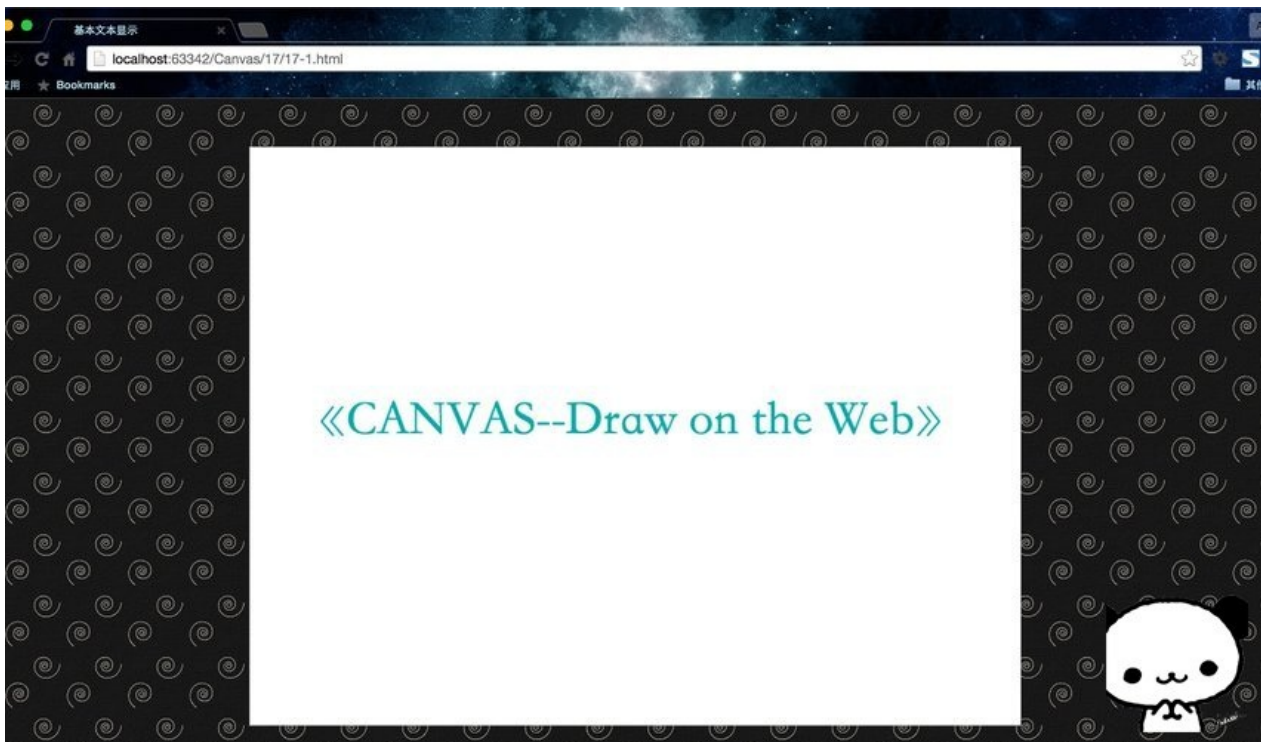 基本文本显示
localhost:63342/Canvas/17/17-1.html
Bookmarks
《CANVAS--Draw on the Web》